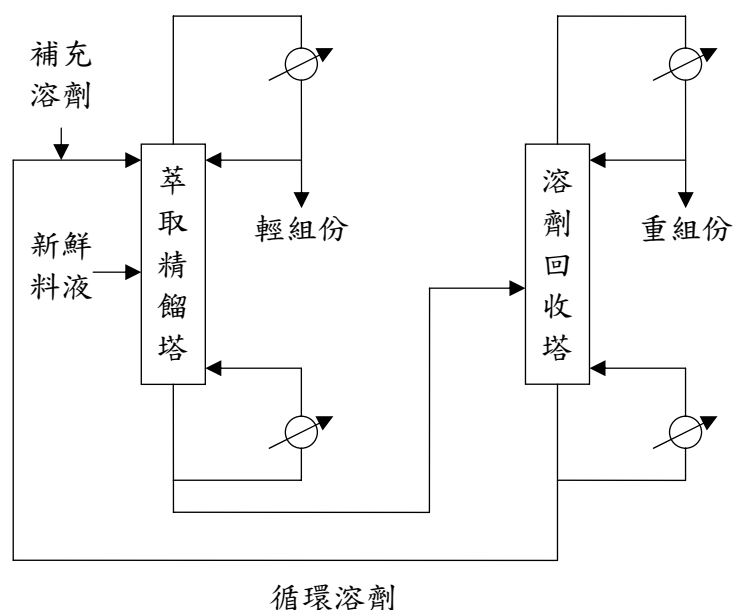 補充
溶劑
萃取精餾塔
溶劑回收塔
輕組份
重組份
新鮮
料液
循環溶劑